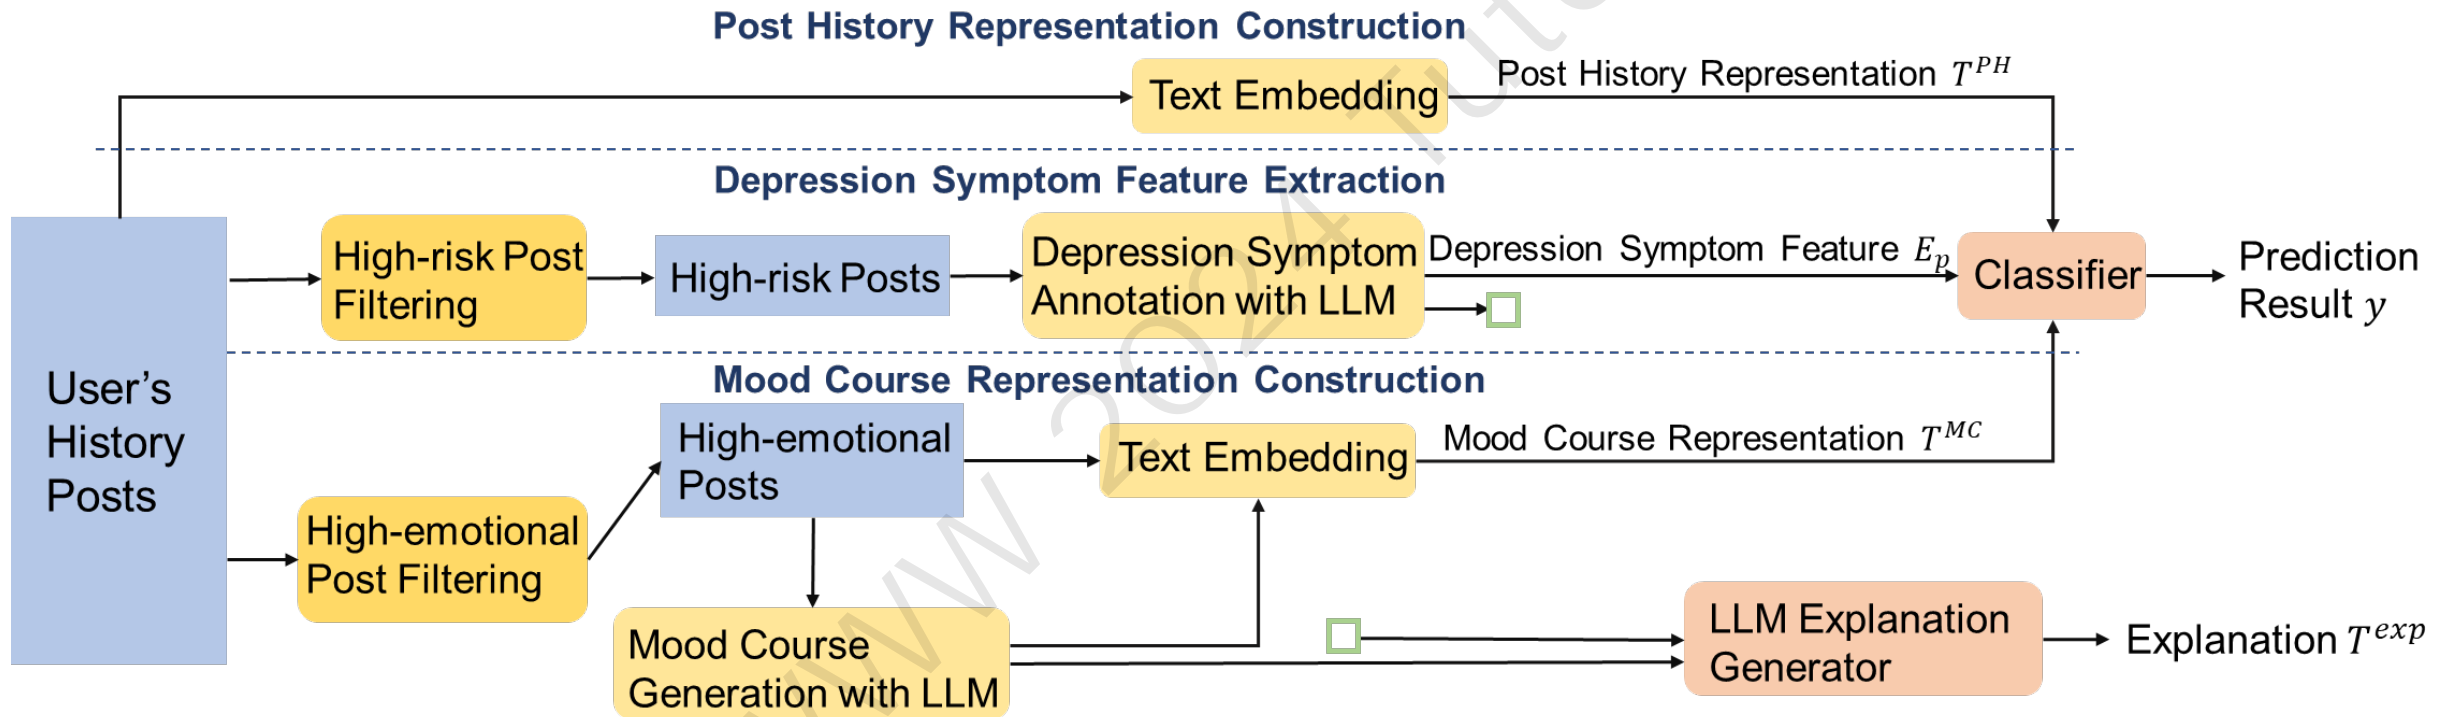 Post History Representation Construction
Text Embedding
Post History Representation T^{PH}
Depression Symptom Feature Extraction
High-risk Post
Filtering
High-risk Posts
Depression Symptom
Annotation with LLM
Depression Symptom Feature E_p
Classifier
Prediction
Result y
User’s
History
Posts
Mood Course Representation Construction
High-emotional
Posts
Text Embedding
Mood Course Representation T^{MC}
High-emotional
Post Filtering
Mood Course
Generation with LLM
LLM Explanation
Generator
Explanation T^{exp}
WWW 2024 Tuto